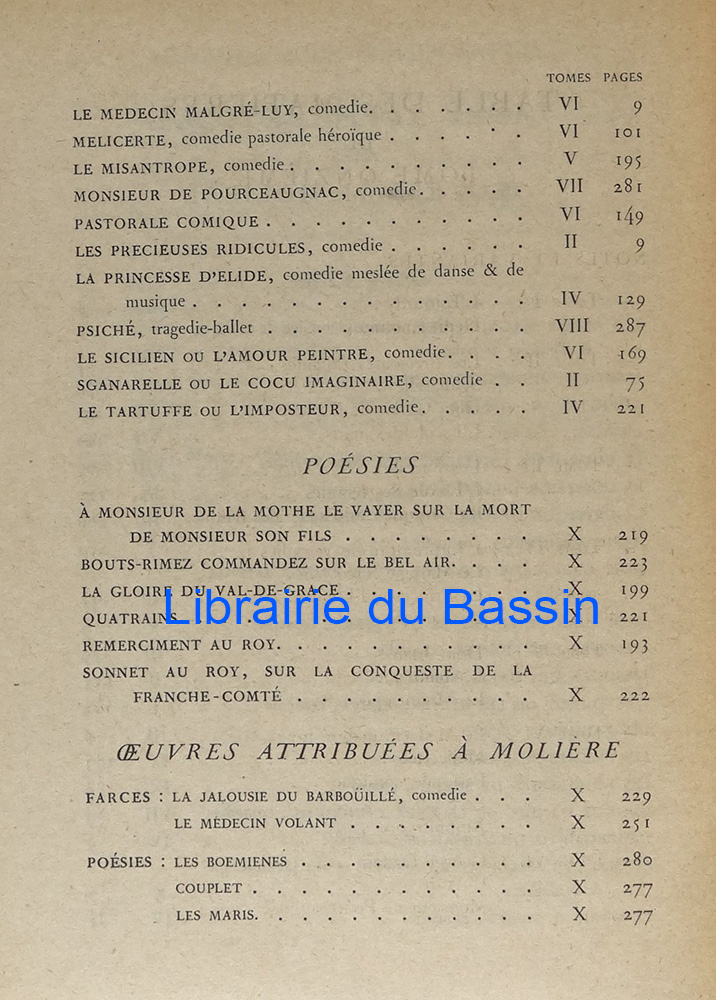 TOMES PAGES
LE MEDECIN MALGRÉ-LUY, comedie. . . . . . . VI 9
MELICERTE, comedie pastorale héroïque . . . . . . VI 101
LE MISANTROPE, comedie . . . . . . . . . . V 195
MONSIEUR DE POURCEAUGNAC, comedie. . . . . VII 281
PASTORALE COMIQUE . . . . . . . . . . . VI 149
LES PRECIEUSES RIDICULES, comedie . . . . . . II 9
LA PRINCESSE D'ELIDE, comedie meslée de danse & de
musique . . . . . . . . . . . . . IV 129
PSICHÉ, tragedie-ballet . . . . . . . . . . VIII 287
LE SICILIEN OU L'AMOUR PEINTRE, comedie. . . . VI 169
SGANARELLE OU LE COCU IMAGINAIRE, comedie . . II 75
LE TARTUFFE OU L'IMPOSTEUR, comedie. . . . . IV 221
POÉSIES
À MONSIEUR DE LA MOTHE LE VAYER SUR LA MORT
DE MONSIEUR SON FILS . . . . . . . . X 219
BOUTS-RIMEZ COMMANDEZ SUR LE BEL AIR. . . . X 223
LA GLOIRE DU VAL-DE-GRACE . . . . . . . . X 199
QUATRAINS . . . . . . . . . . . . . X 221
REMERCIMENT AU ROY. . . . . . . . . . . X 193
SONNET AU ROY, SUR LA CONQUESTE DE LA
FRANCHE-COMTÉ . . . . . . . . . . X 222
Librairie du Bassin
ŒUVRES ATTRIBUÉES À MOLIÈRE
FARCES : LA JALOUSIE DU BARBOÜILLÉ, comedie . . . X 229
LE MÉDECIN VOLANT . . . . . . . . X 251
POÉSIES : LES BOEMIENES . . . . . . . . . . X 280
COUPLET . . . . . . . . . . . . X 277
LES MARIS. . . . . . . . . . . . X 277